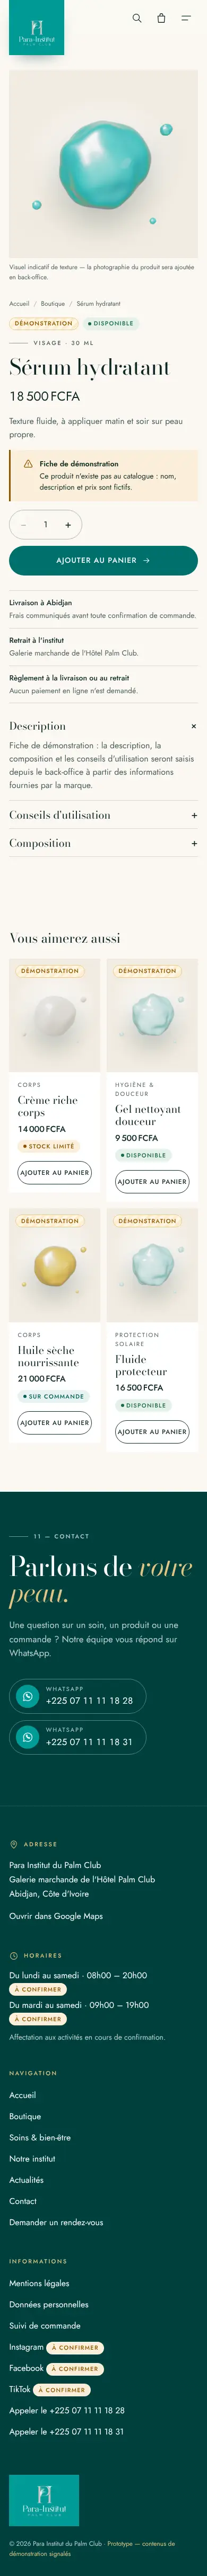 Para-Institut
PALM CLUB
Visuel indicatif de texture — la photographie du produit sera ajoutée
en back-office.
Accueil / Boutique / Sérum hydratant
DÉMONSTRATION
DISPONIBLE
VISAGE · 30 ML
Sérum hydratant
18 500 FCFA
Texture fluide, à appliquer matin et soir sur peau
propre.
Fiche de démonstration
Ce produit n'existe pas au catalogue : nom,
description et prix sont fictifs.
− 1 +
AJOUTER AU PANIER →
Livraison à Abidjan
Frais communiqués avant toute confirmation de commande.
Retrait à l'institut
Galerie marchande de l'Hôtel Palm Club.
Règlement à la livraison ou au retrait
Aucun paiement en ligne n'est demandé.
Description ×
Fiche de démonstration : la description, la
composition et les conseils d'utilisation seront saisis
depuis le back-office à partir des informations
fournies par la marque.
Conseils d'utilisation +
Composition +
Vous aimerez aussi
DÉMONSTRATION
CORPS
Crème riche
corps
14 000 FCFA
STOCK LIMITÉ
AJOUTER AU PANIER
DÉMONSTRATION
HYGIÈNE &
DOUCEUR
Gel nettoyant
douceur
9 500 FCFA
DISPONIBLE
AJOUTER AU PANIER
DÉMONSTRATION
CORPS
Huile sèche
nourrissante
21 000 FCFA
SUR COMMANDE
AJOUTER AU PANIER
DÉMONSTRATION
PROTECTION
SOLAIRE
Fluide
protecteur
16 500 FCFA
DISPONIBLE
AJOUTER AU PANIER
11 — CONTACT
Parlons de votre
peau.
Une question sur un soin, un produit ou une
commande ? Notre équipe vous répond sur
WhatsApp.
WHATSAPP
+225 07 11 11 18 28
WHATSAPP
+225 07 11 11 18 31
ADRESSE
Para Institut du Palm Club
Galerie marchande de l'Hôtel Palm Club
Abidjan, Côte d'Ivoire
Ouvrir dans Google Maps
HORAIRES
Du lundi au samedi · 08h00 – 20h00
À CONFIRMER
Du mardi au samedi · 09h00 – 19h00
À CONFIRMER
Affectation aux activités en cours de confirmation.
NAVIGATION
Accueil
Boutique
Soins & bien-être
Notre institut
Actualités
Contact
Demander un rendez-vous
INFORMATIONS
Mentions légales
Données personnelles
Suivi de commande
Instagram À CONFIRMER
Facebook À CONFIRMER
TikTok À CONFIRMER
Appeler le +225 07 11 11 18 28
Appeler le +225 07 11 11 18 31
Para-Institut
PALM CLUB
© 2026 Para Institut du Palm Club · Prototype — contenus de
démonstration signalés